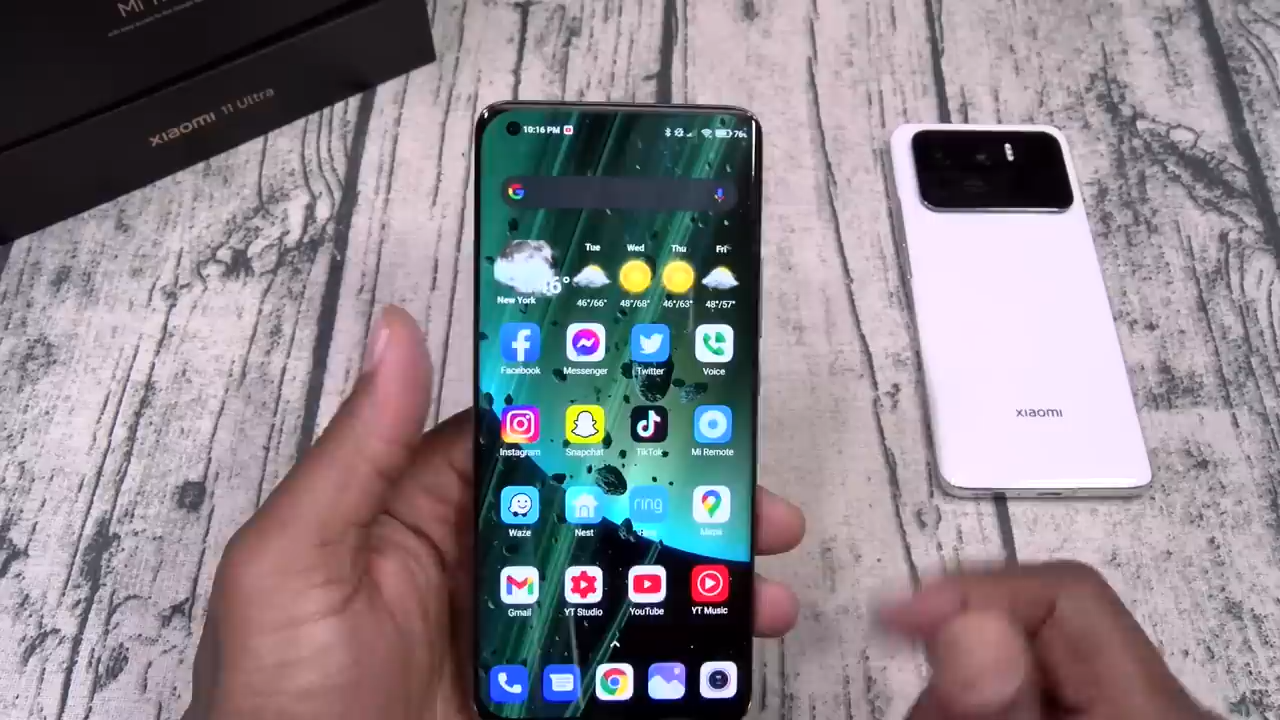 Xiaomi 11 Ultra
10:16 PM
76
Tue Wed Thu Fri
New York
46°/66° 48°/68° 46°/63° 48°/57°
Facebook Messenger Twitter Voice
Instagram Snapchat TikTok Mi Remote
ring
Waze Nest Maps
Gmail YT Studio YouTube YT Music
xiaomi